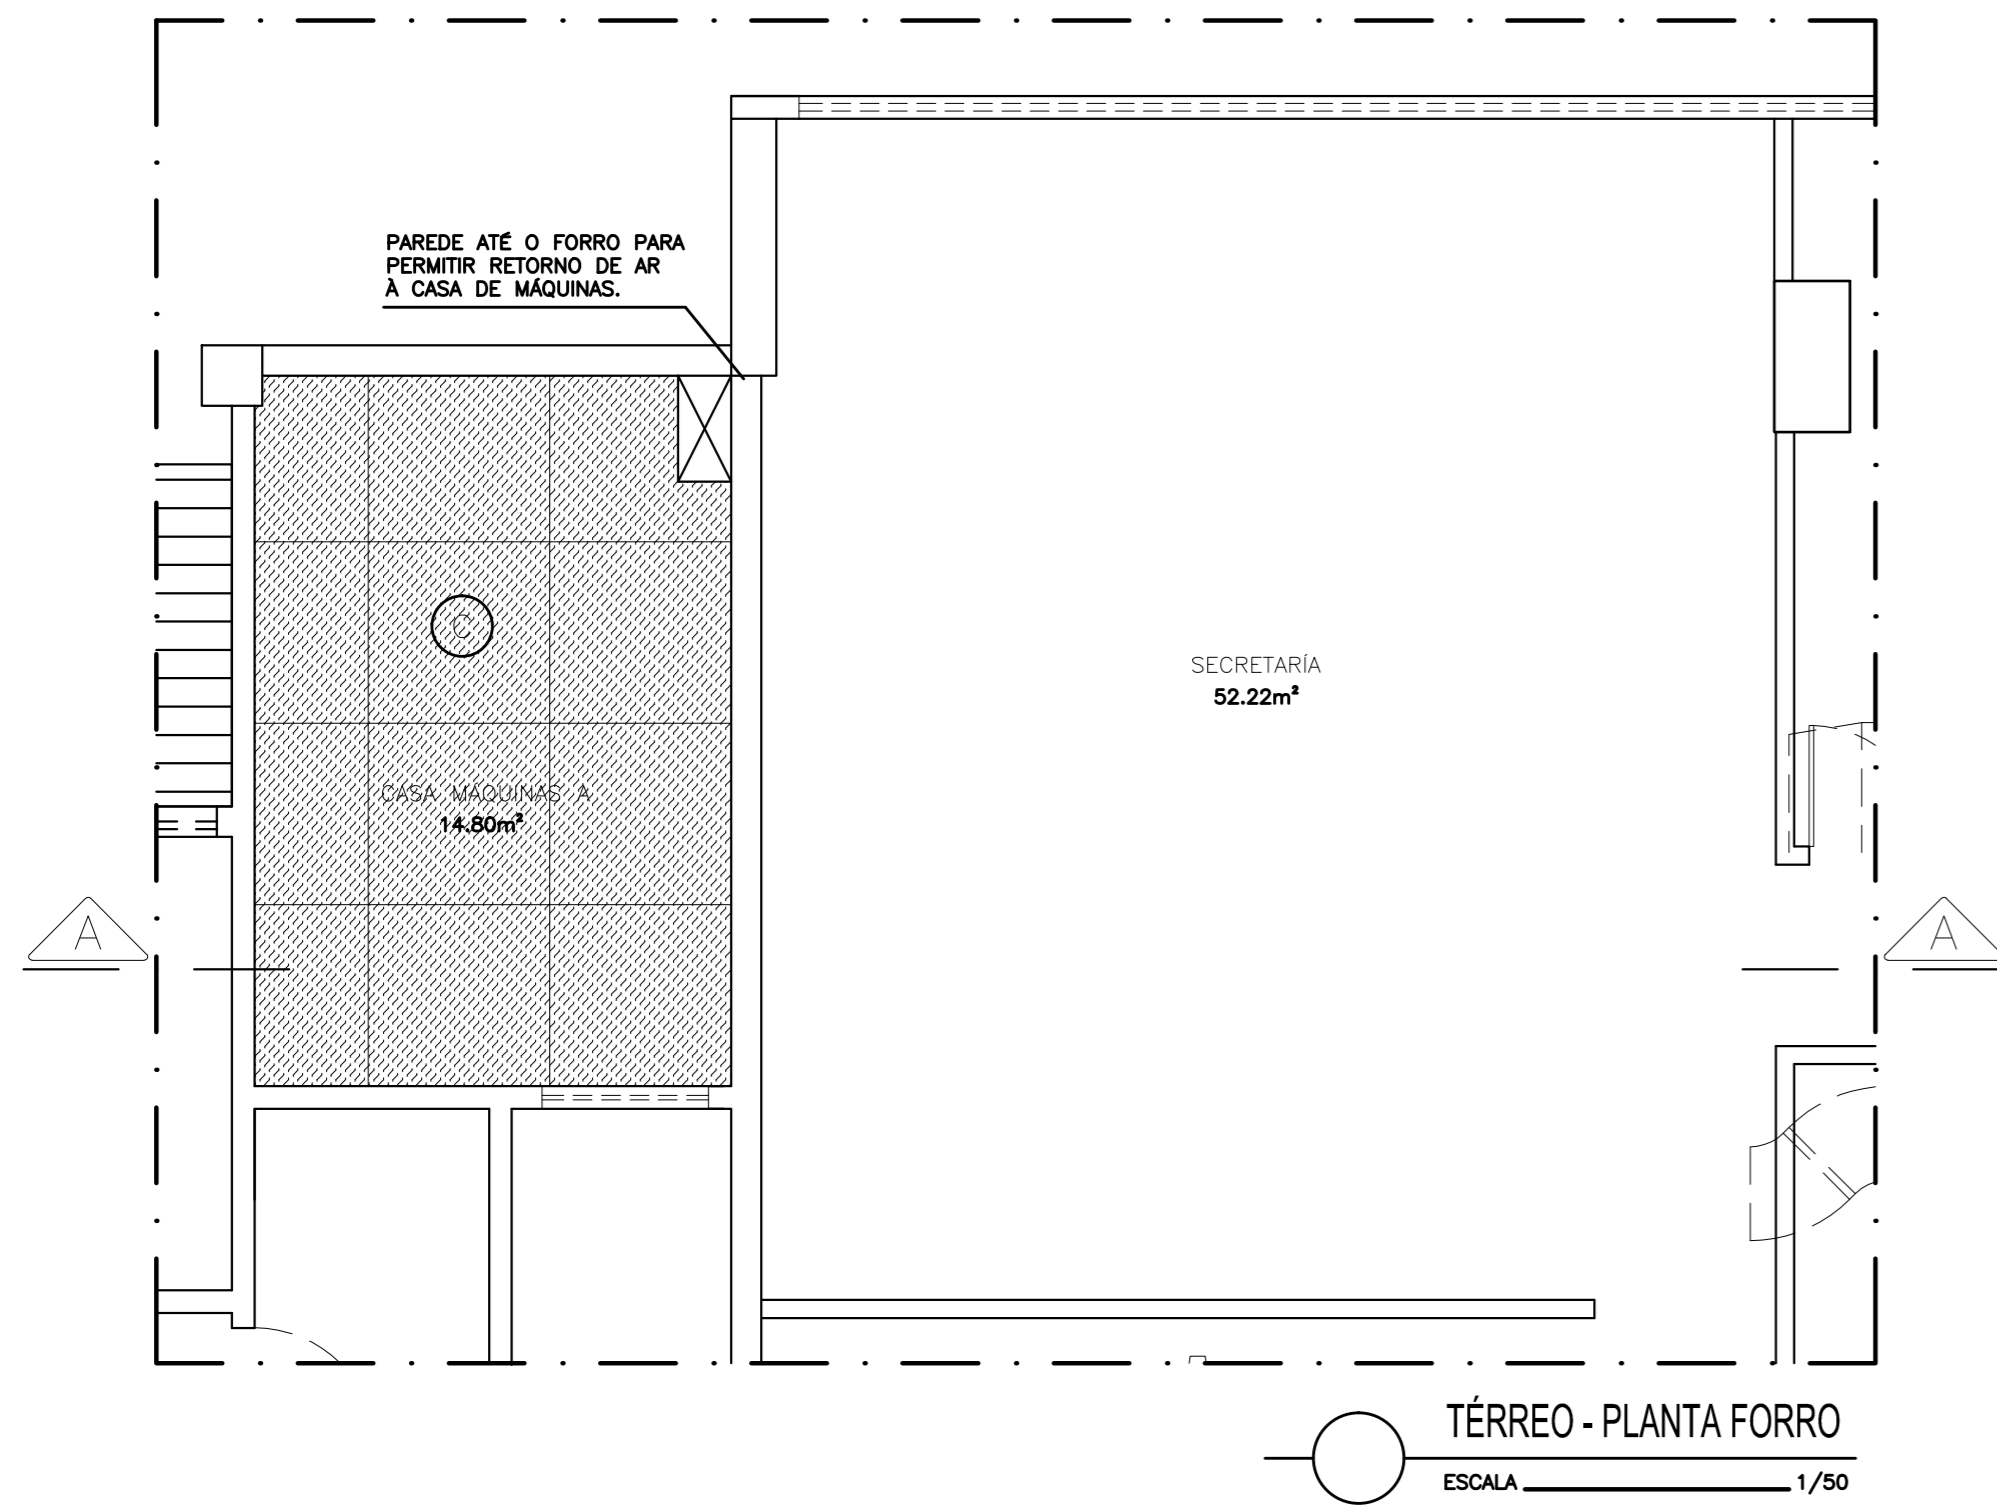 PAREDE ATÉ O FORRO PARA
PERMITIR RETORNO DE AR
À CASA DE MÁQUINAS.
C
SECRETARÍA
52.22m²
CASA MÁQUINAS A
14.80m²
A
A
TÉRREO - PLANTA FORRO
ESCALA 1/50